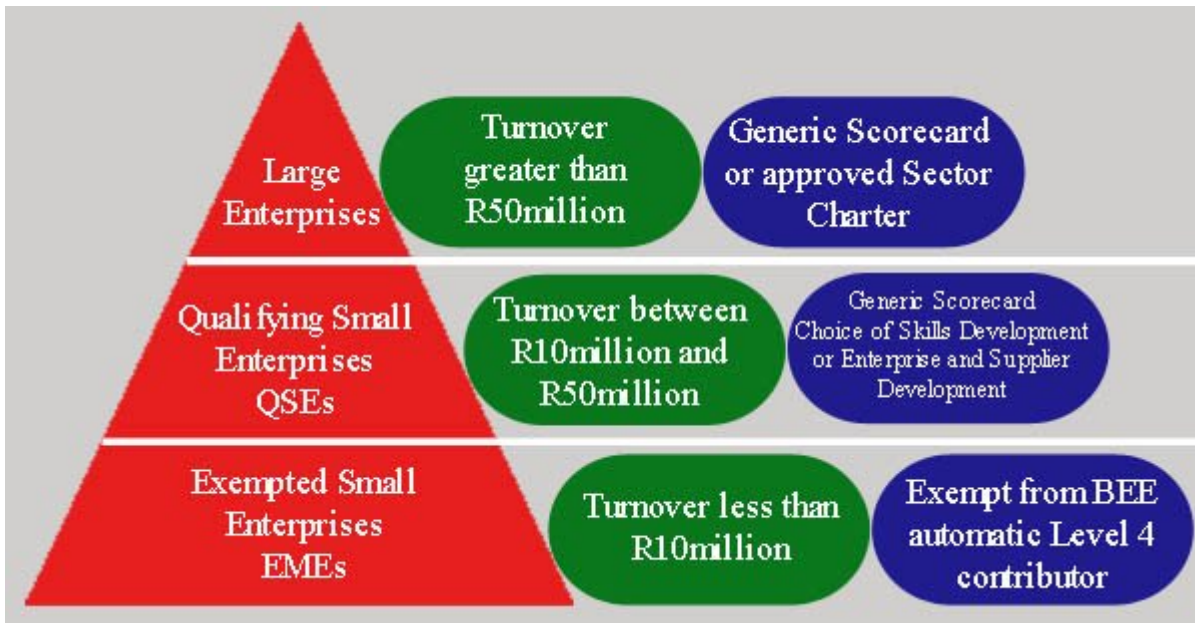 Large
Enterprises
Turnover
greater than
R50million
Generic Scorecard
or approved Sector
Charter
Qualifying Small
Enterprises
QSEs
Turnover between
R10million and
R50million
Generic Scorecard
Choice of Skills Development
or Enterprise and Supplier
Development
Exempted Small
Enterprises
EMEs
Turnover less than
R10million
Exempt from BEE
automatic Level 4
contributor